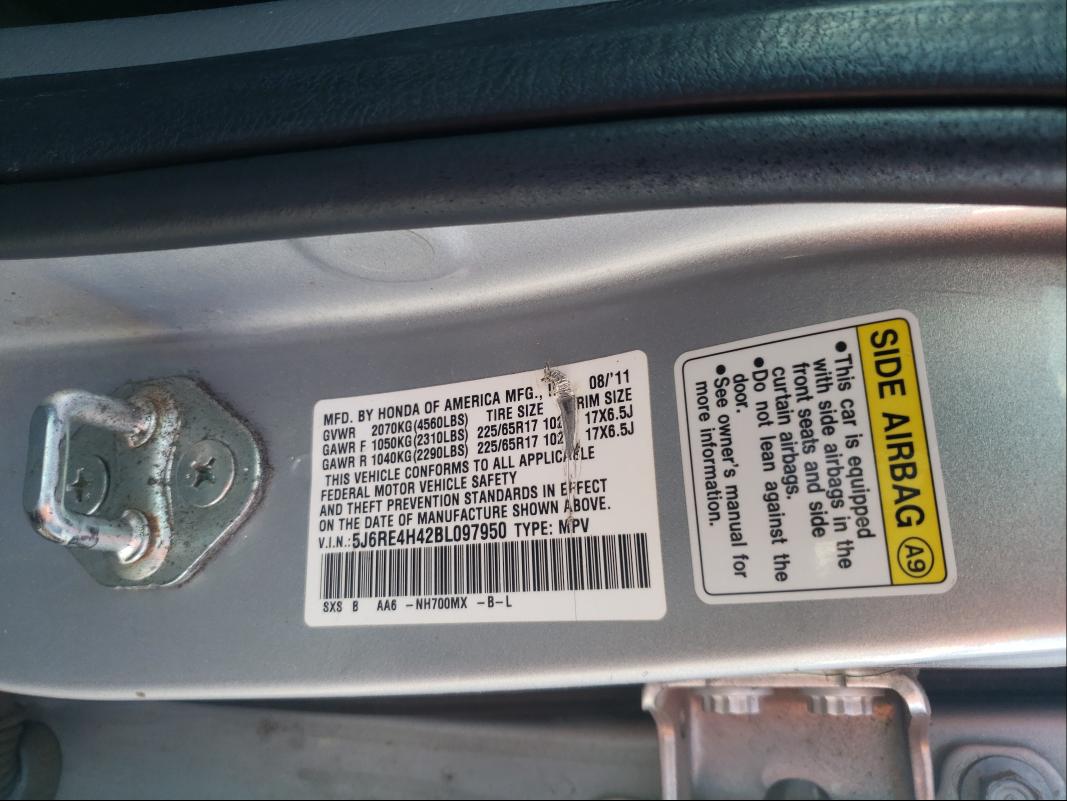 MFD. BY HONDA OF AMERICA MFG., 08/'11
GVWR 2070KG(4560LBS) TIRE SIZE RIM SIZE
GAWR F 1050KG(2310LBS) 225/65R17 102 17X6.5J
GAWR R 1040KG(2290LBS) 225/65R17 102 17X6.5J
THIS VEHICLE CONFORMS TO ALL APPLICABLE
FEDERAL MOTOR VEHICLE SAFETY
AND THEFT PREVENTION STANDARDS IN EFFECT
ON THE DATE OF MANUFACTURE SHOWN ABOVE.
V.I.N.: 5J6RE4H42BL097950 TYPE: MPV
SXS B AA6 -NH700MX -B-L
SIDE AIRBAG A9
•This car is equipped
with side airbags in the
front seats and side
curtain airbags.
•Do not lean against the
door.
•See owner's manual for
more information.